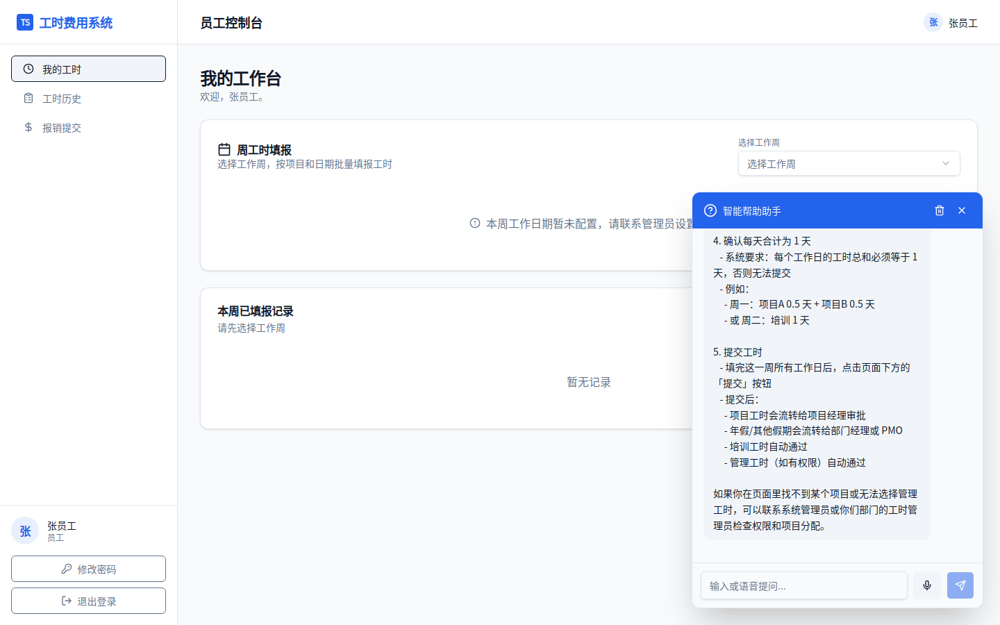 TS 工时费用系统
员工控制台
张 张员工
我的工时
工时历史
报销提交
我的工作台
欢迎，张员工。
周工时填报
选择工作周，按项目和日期批量填报工时
选择工作周
选择工作周
本周工作日期暂未配置，请联系管理员设置
本周已填报记录
请先选择工作周
暂无记录
智能帮助助手
4. 确认每天合计为 1 天
- 系统要求：每个工作日的工时总和必须等于 1
天，否则无法提交
- 例如：
- 周一：项目A 0.5 天 + 项目B 0.5 天
- 或 周二：培训 1 天
5. 提交工时
- 填完这一周所有工作日后，点击页面下方的
「提交」按钮
- 提交后：
- 项目工时会流转给项目经理审批
- 年假/其他假期会流转给部门经理或 PMO
- 培训工时自动通过
- 管理工时（如有权限）自动通过
如果你在页面里找不到某个项目或无法选择管理
工时，可以联系系统管理员或你们部门的工时管
理员检查权限和项目分配。
输入或语音提问...
张 张员工
员工
修改密码
退出登录